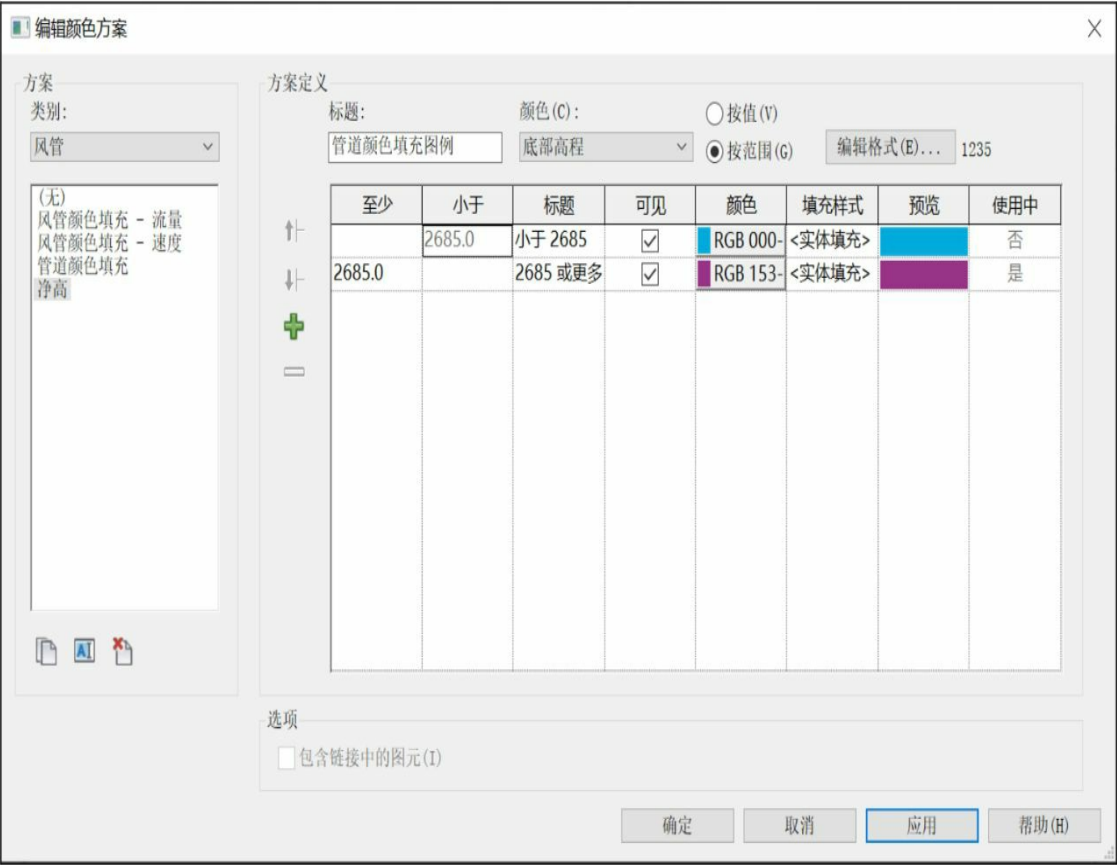 编辑颜色方案
方案
类别:
风管
(无)
风管颜色填充 - 流量
风管颜色填充 - 速度
管道颜色填充
净高
方案定义
标题:
管道颜色填充图例
颜色(C):
底部高程
按值(V)
按范围(G)
编辑格式(E)...
1235
至少 小于 标题 可见 颜色 填充样式 预览 使用中
2685.0 小于 2685 RGB 000- <实体填充> 否
2685.0 2685 或更多 RGB 153- <实体填充> 是
选项
包含链接中的图元(I)
确定 取消 应用 帮助(H)